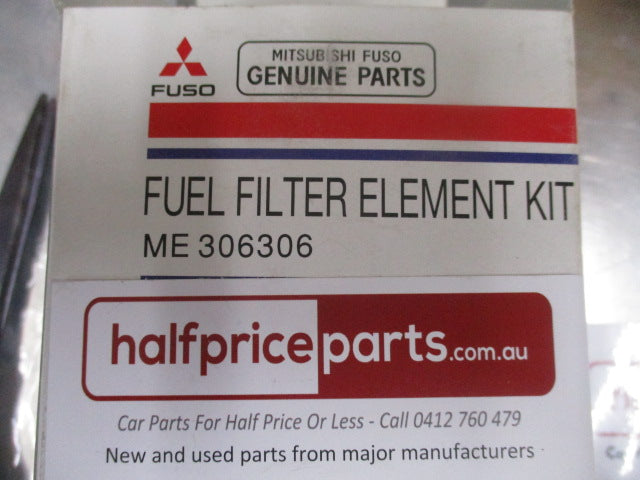 FUSO
MITSUBISHI FUSO
GENUINE PARTS
FUEL FILTER ELEMENT KIT
ME 306306
halfpriceparts.com.au
Car Parts For Half Price Or Less - Call 0412 760 479
New and used parts from major manufacturers